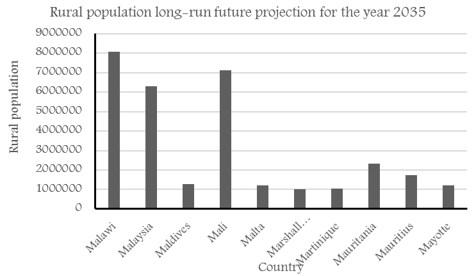 Rural population long-run future projection for the year 2035
Rural population
9000000
8000000
7000000
6000000
5000000
4000000
3000000
2000000
1000000
0
Malawi
Malaysia
Maldives
Mali
Malta
Marshall...
Martinique
Mauritania
Mauritius
Mayotte
Country